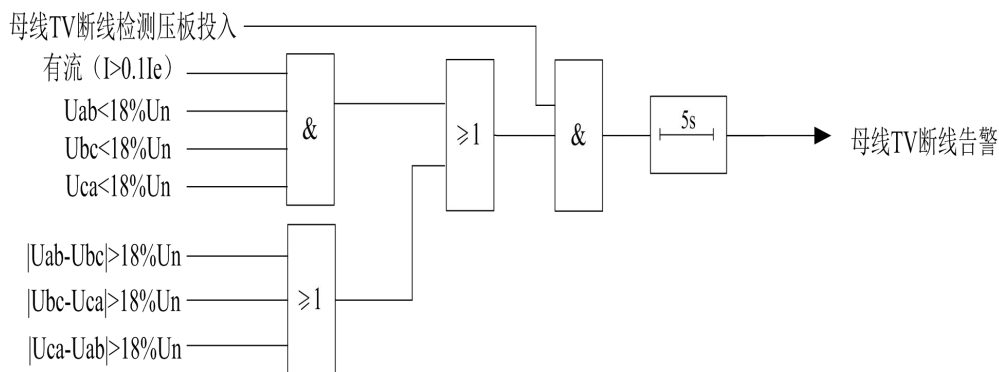 母线TV断线检测压板投入
有流（I>0.1Ie）
Uab<18%Un
Ubc<18%Un
Uca<18%Un
&
≥1
&
5s
母线TV断线告警
|Uab-Ubc|>18%Un
|Ubc-Uca|>18%Un
|Uca-Uab|>18%Un
≥1